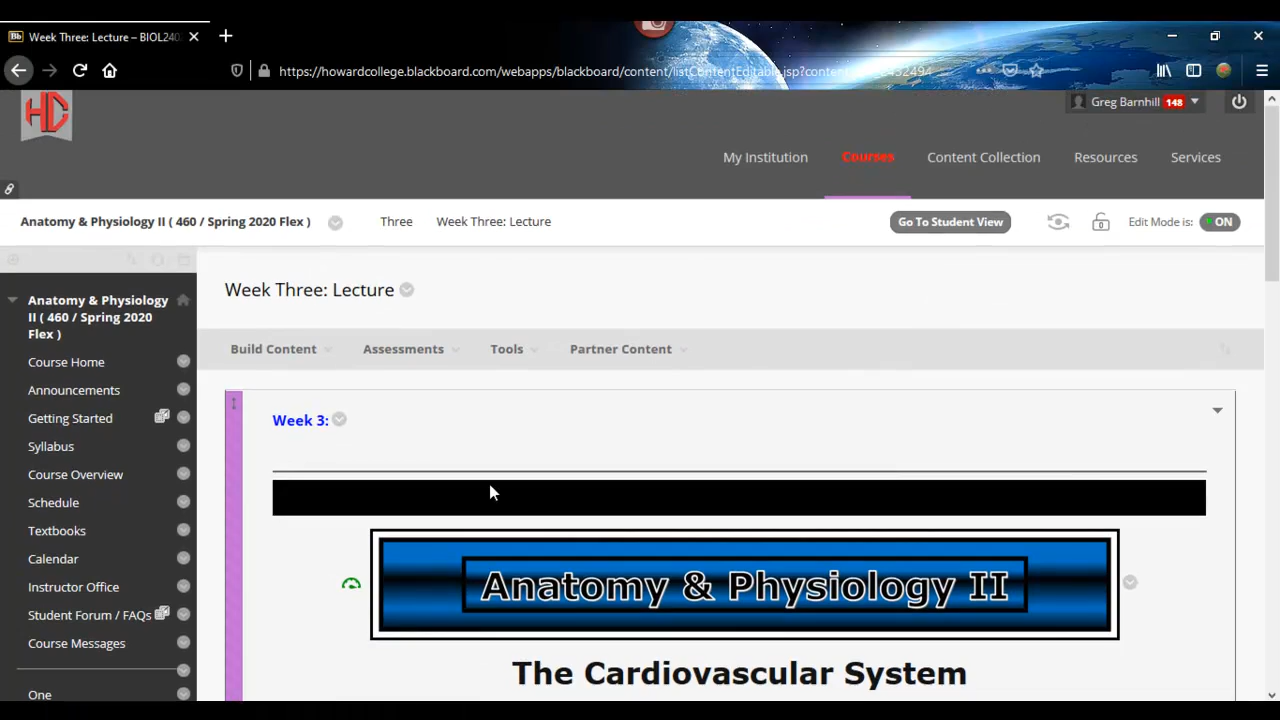 Bb Week Three: Lecture – BIOL240
https://howardcollege.blackboard.com/webapps/blackboard/content/listContentEditable.jsp?conten
HC
Greg Barnhill 148
My Institution Courses Content Collection Resources Services
Anatomy & Physiology II ( 460 / Spring 2020 Flex ) Three Week Three: Lecture Go To Student View Edit Mode is: ON
Anatomy & Physiology
II ( 460 / Spring 2020
Flex )
Course Home
Announcements
Getting Started
Syllabus
Course Overview
Schedule
Textbooks
Calendar
Instructor Office
Student Forum / FAQs
Course Messages
One
Week Three: Lecture
Build Content Assessments Tools Partner Content
Week 3:
Anatomy & Physiology II
The Cardiovascular System